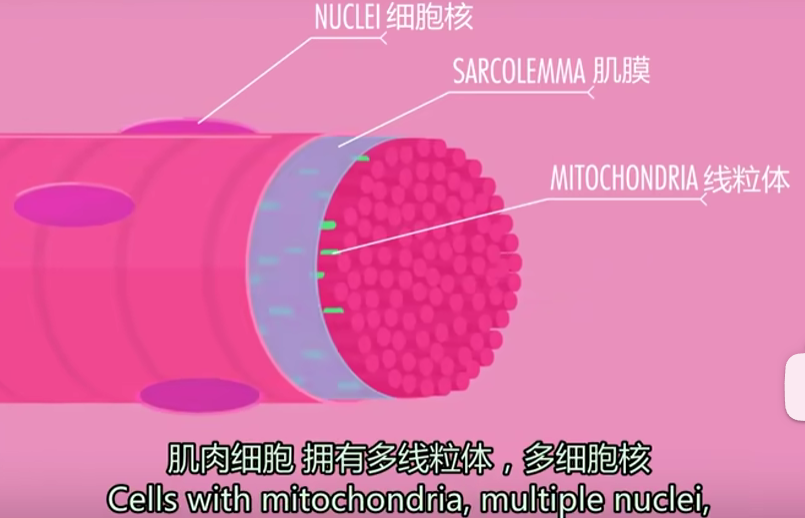 NUCLEI 细胞核
SARCOLEMMA 肌膜
MITOCHONDRIA 线粒体
肌肉细胞 拥有多线粒体，多细胞核
Cells with mitochondria, multiple nuclei,